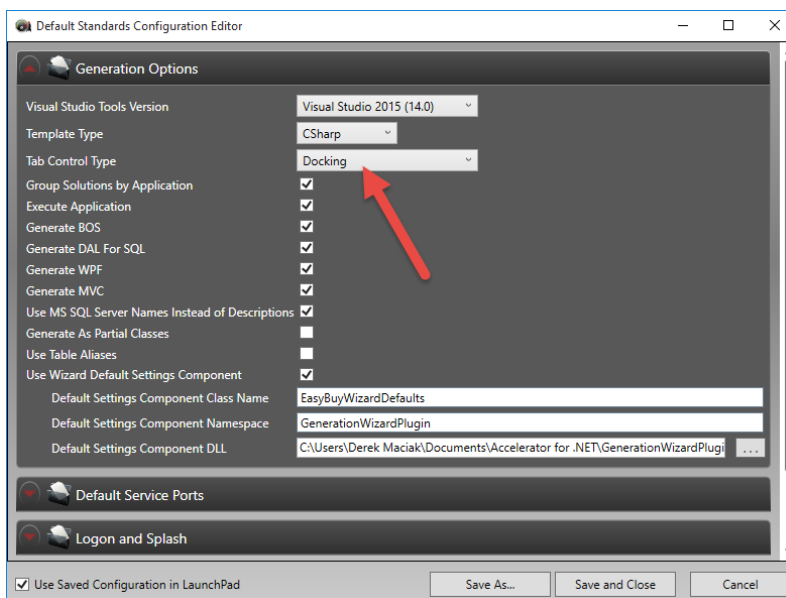 Default Standards Configuration Editor
Generation Options
Visual Studio Tools Version Visual Studio 2015 (14.0)
Template Type CSharp
Tab Control Type Docking
Group Solutions by Application
Execute Application
Generate BOS
Generate DAL For SQL
Generate WPF
Generate MVC
Use MS SQL Server Names Instead of Descriptions
Generate As Partial Classes
Use Table Aliases
Use Wizard Default Settings Component
Default Settings Component Class Name EasyBuyWizardDefaults
Default Settings Component Namespace GenerationWizardPlugin
Default Settings Component DLL C:\Users\Derek Maciak\Documents\Accelerator for .NET\GenerationWizardPlugi ...
Default Service Ports
Logon and Splash
Use Saved Configuration in LaunchPad Save As... Save and Close Cancel